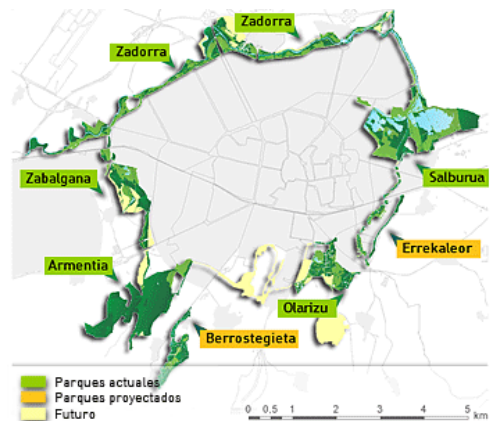 Zadorra
Zadorra
Zabalgana
Salburua
Errekaleor
Armentia
Olarizu
Berrostegieta
Parques actuales
Parques proyectados
Futuro
0 0.5 1 2 3 4 5 km